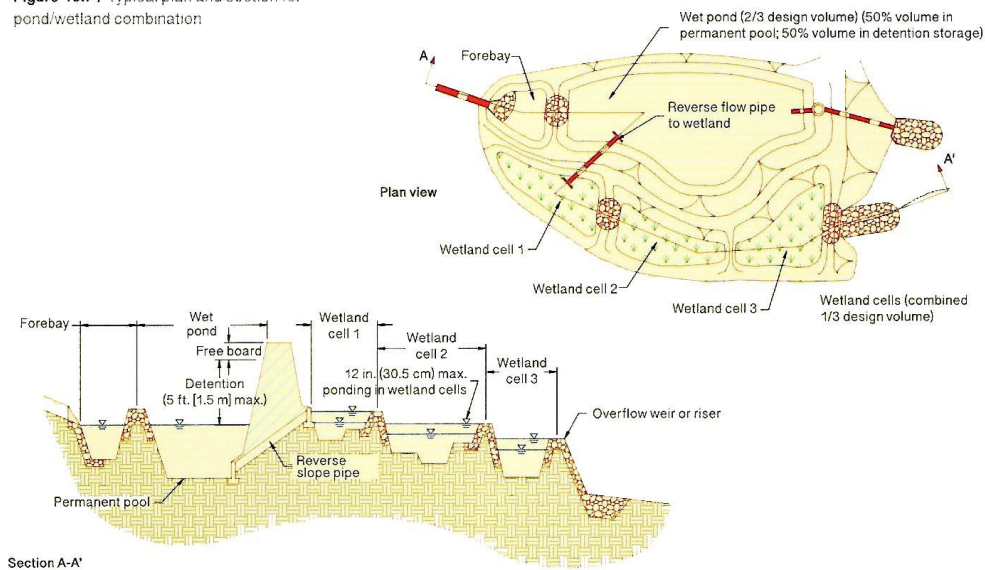 pond/wetland combination
Wet pond (2/3 design volume) (50% volume in
permanent pool; 50% volume in detention storage)
A
Forebay
Reverse flow pipe
to wetland
A'
Plan view
Wetland cell 1
Wetland cell 2
Wetland cell 3
Wetland cells (combined
1/3 design volume)
Forebay
Wet
pond
Wetland
cell 1
Free board
Wetland
cell 2
Detention
(5 ft. [1.5 m] max.)
12 in. (30.5 cm) max.
ponding in wetland cells
Wetland
cell 3
Overflow weir or riser
Reverse
slope pipe
Permanent pool
Section A-A'